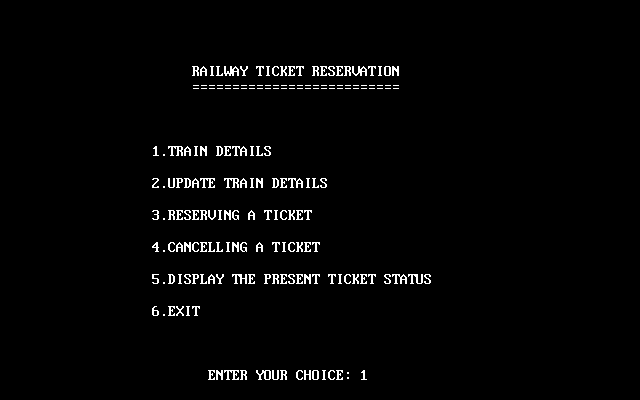 RAILWAY TICKET RESERVATION
==========================
1.TRAIN DETAILS
2.UPDATE TRAIN DETAILS
3.RESERVING A TICKET
4.CANCELLING A TICKET
5.DISPLAY THE PRESENT TICKET STATUS
6.EXIT
ENTER YOUR CHOICE: 1